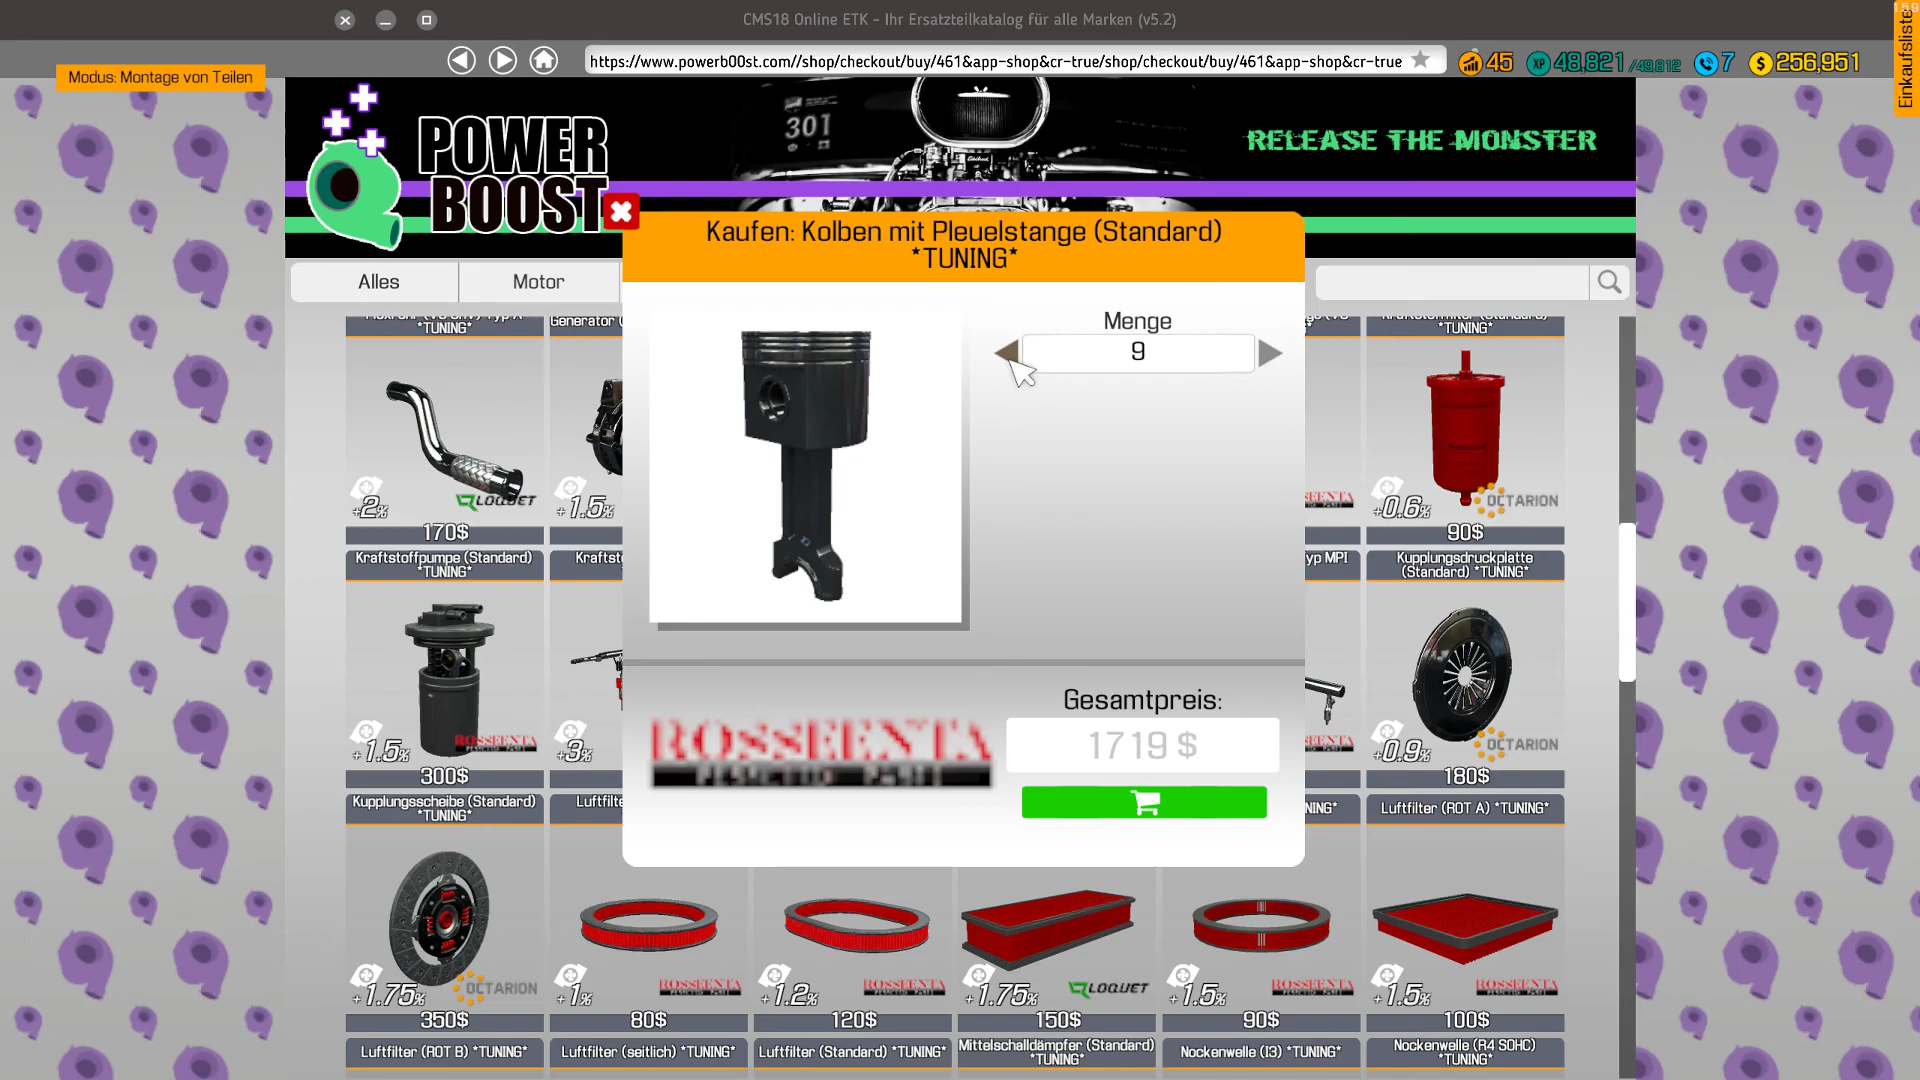 CMS18 Online ETK - Ihr Ersatzteilkatalog für alle Marken (v5.2)
Modus: Montage von Teilen
https://www.powerb00st.com//shop/checkout/buy/461&app-shop&cr-true/shop/checkout/buy/461&app-shop&cr-true
45
XP 48,821 /49,812
7
$ 256,951
Einkaufsliste
POWER
BOOST
301
RELEASE THE MONSTER
Kaufen: Kolben mit Pleuelstange (Standard)
*TUNING*
Alles
Motor
Menge
9
*TUNING*
Generator
*TUNING*
+2%
LOQUET
+1.5%
+0.6%
OCTARION
170$
90$
Kraftstoffpumpe (Standard)
*TUNING*
Typ MPI
Kupplungsdruckplatte
(Standard) *TUNING*
+1.5%
ROSSEENTA
+3%
+0.9%
OCTARION
300$
180$
Gesamtpreis:
1719 $
ROSSEENTA
Kupplungsscheibe (Standard)
*TUNING*
Luftfilter (ROT A) *TUNING*
+1.75%
OCTARION
+1%
ROSSEENTA
+1.2%
ROSSEENTA
+1.75%
LOQUET
+1.5%
ROSSEENTA
+1.5%
ROSSEENTA
350$
80$
120$
150$
90$
100$
Luftfilter (ROT B) *TUNING*
Luftfilter (seitlich) *TUNING*
Luftfilter (Standard) *TUNING*
Mittelschalldämpfer (Standard)
*TUNING*
Nockenwelle (I3) *TUNING*
Nockenwelle (R4 SOHC)
*TUNING*